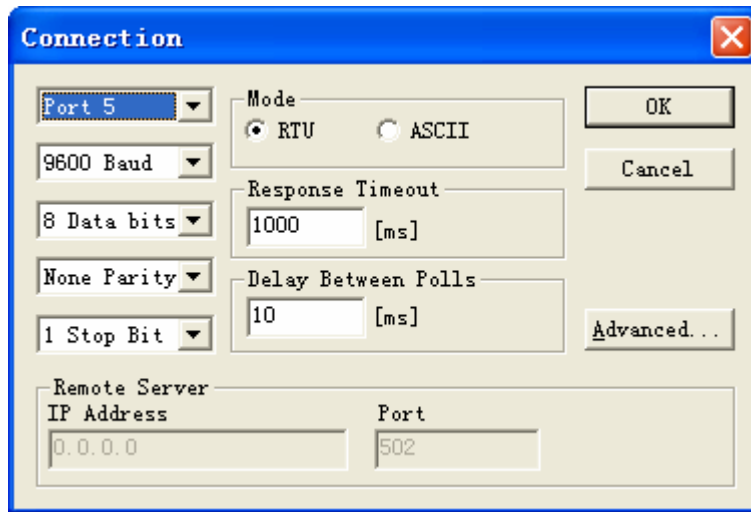 Connection
Port 5
9600 Baud
8 Data bits
None Parity
1 Stop Bit
Mode
RTU ASCII
Response Timeout
1000 [ms]
Delay Between Polls
10 [ms]
OK
Cancel
Advanced...
Remote Server
IP Address Port
0.0.0.0 502